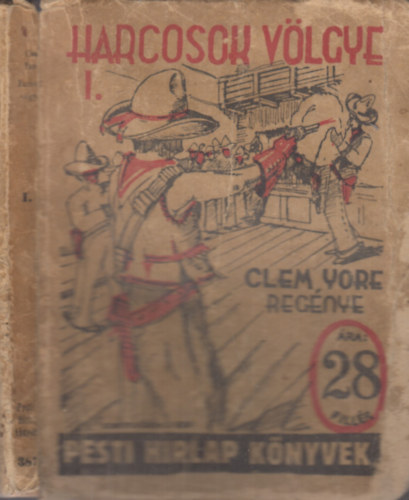 HARCOSOK VÖLGYE
I.
CLEM YORE
REGÉNYE
ÁRA:
28
FILLÉR
PESTI HIRLAP KÖNYVEK
I.